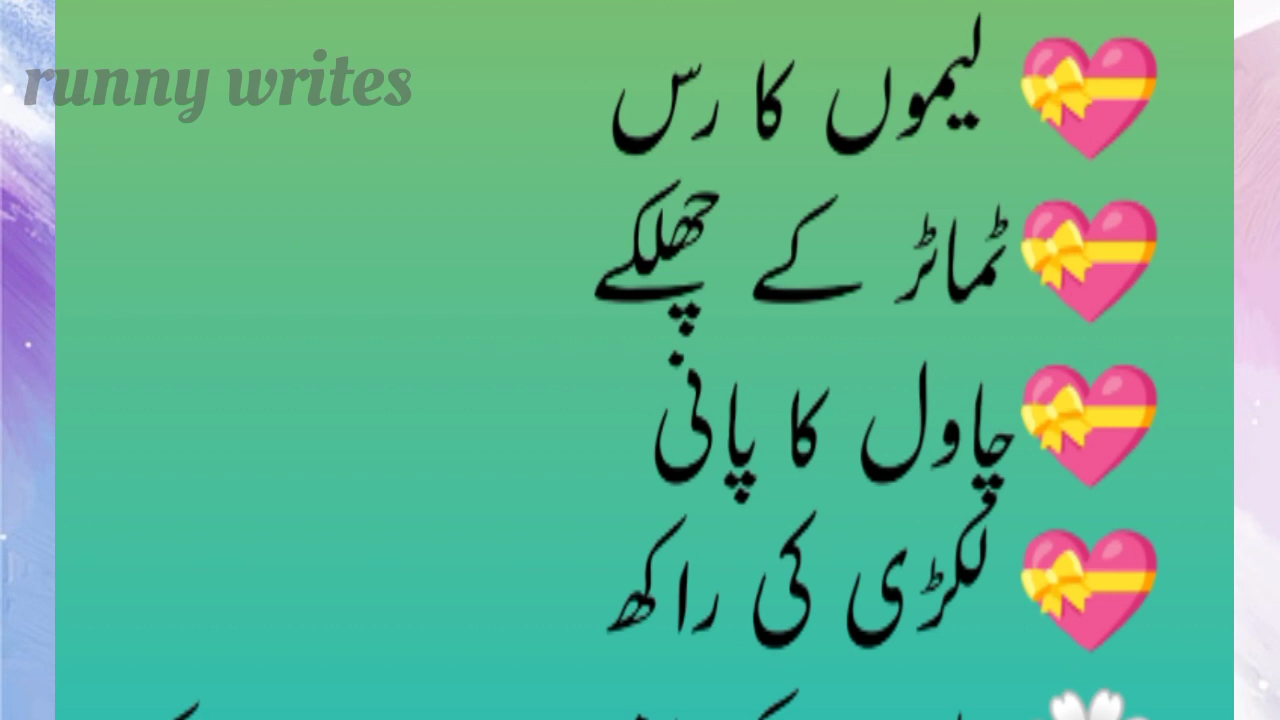 runny writes
💝 لیموں کا رس
💝 ٹماٹر کے چھلکے
💝 چاول کا پانی
💝 لکڑی کی راکھ